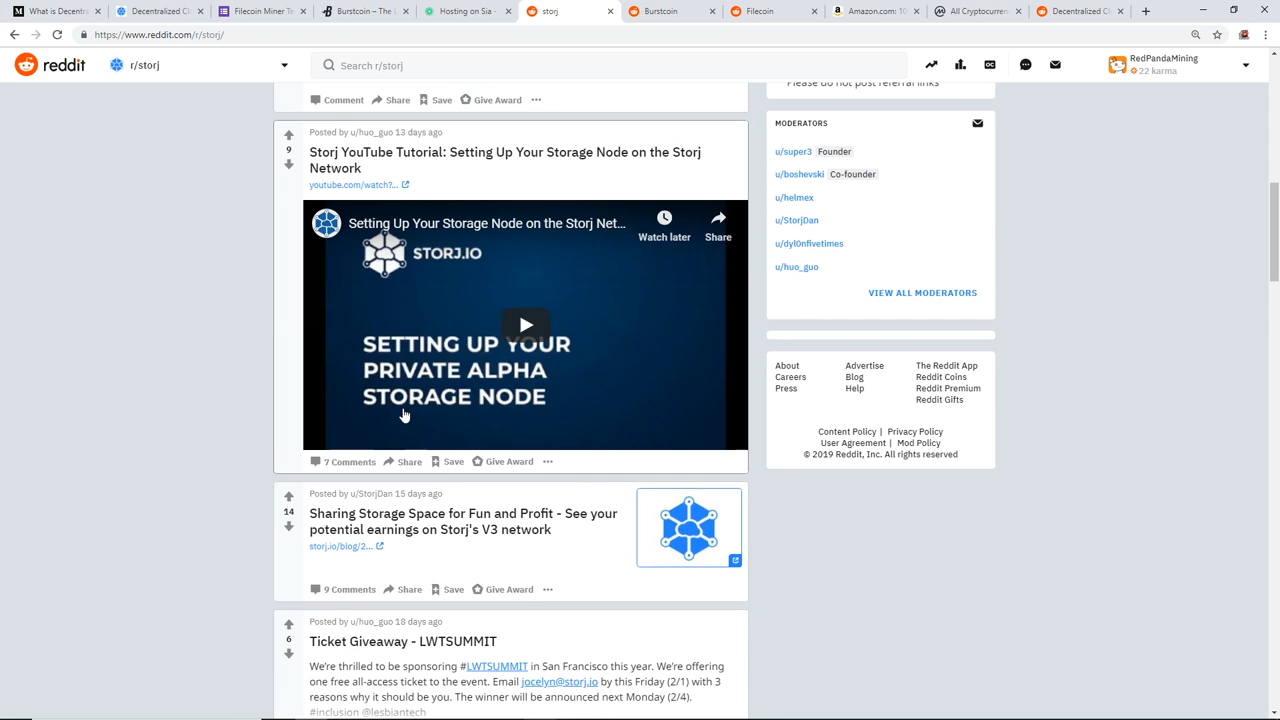 What is Decentra
Decentralized Cl
Filecoin Miner Te
Burstcoin – The
Hosting on Sia -
storj
Burstcoin
Filecoin
Amazon.com: 10
All Cryptocurren
Decentralized Cl
https://www.reddit.com/r/storj/
reddit
r/storj
Search r/storj
RedPandaMining
22 karma
Comment Share Save Give Award
Please do not post referral links
Posted by u/huo_guo 13 days ago
9
Storj YouTube Tutorial: Setting Up Your Storage Node on the Storj
Network
youtube.com/watch?...
Setting Up Your Storage Node on the Storj Net...
Watch later
Share
STORJ.IO
SETTING UP YOUR
PRIVATE ALPHA
STORAGE NODE
7 Comments Share Save Give Award
Posted by u/StorjDan 15 days ago
14
Sharing Storage Space for Fun and Profit - See your
potential earnings on Storj's V3 network
storj.io/blog/2...
9 Comments Share Save Give Award
Posted by u/huo_guo 18 days ago
6
Ticket Giveaway - LWTSUMMIT
We're thrilled to be sponsoring #LWTSUMMIT in San Francisco this year. We're offering
one free all-access ticket to the event. Email jocelyn@storj.io by this Friday (2/1) with 3
reasons why it should be you. The winner will be announced next Monday (2/4).
#inclusion @lesbiantech
MODERATORS
u/super3 Founder
u/boshevski Co-founder
u/helmex
u/StorjDan
u/dyl0nfivetimes
u/huo_guo
VIEW ALL MODERATORS
About Advertise The Reddit App
Careers Blog Reddit Coins
Press Help Reddit Premium
Reddit Gifts
Content Policy | Privacy Policy
User Agreement | Mod Policy
© 2019 Reddit, Inc. All rights reserved